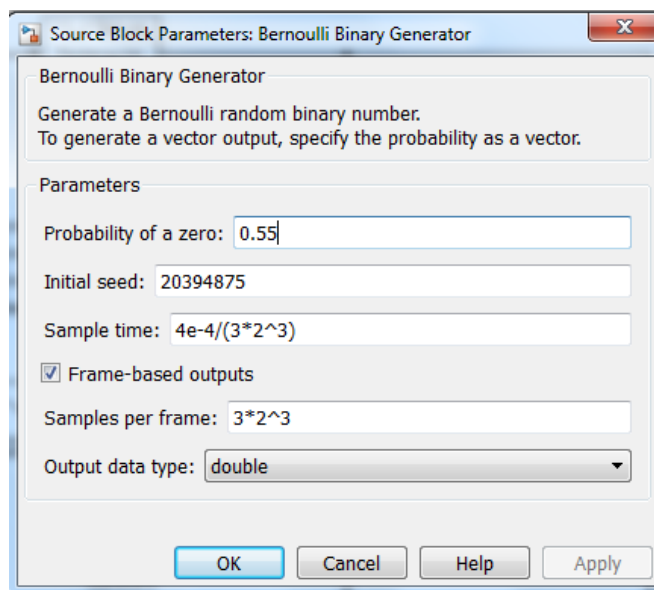 Source Block Parameters: Bernoulli Binary Generator
Bernoulli Binary Generator
Generate a Bernoulli random binary number.
To generate a vector output, specify the probability as a vector.
Parameters
Probability of a zero: 0.55
Initial seed: 20394875
Sample time: 4e-4/(3*2^3)
Frame-based outputs
Samples per frame: 3*2^3
Output data type: double
OK Cancel Help Apply